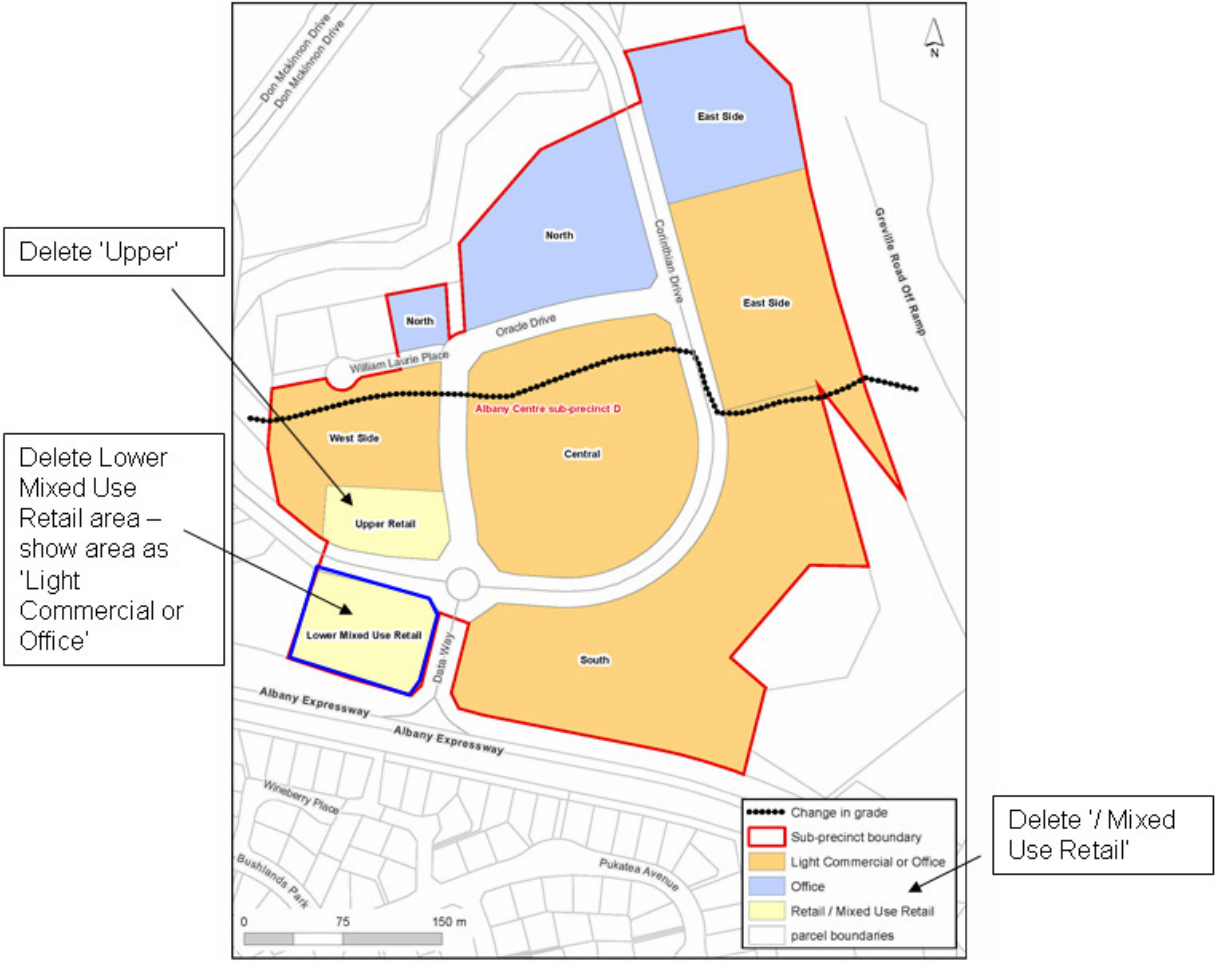 Don Mckinnon Drive
Don Mckinnon Drive
N
East Side
Delete 'Upper'
North
Corinthian Drive
Greville Road Off Ramp
East Side
North
Oracle Drive
William Laurie Place
Albany Centre sub-precinct D
West Side
Central
Delete Lower
Mixed Use
Retail area –
show area as
'Light
Commercial or
Office'
Upper Retail
Lower Mixed Use Retail
Data Way
South
Albany Expressway
Albany Expressway
Wineberry Place
Bushlands Park
Pukatea Avenue
0 75 150 m
Change in grade
Sub-precinct boundary
Light Commercial or Office
Office
Retail / Mixed Use Retail
parcel boundaries
Delete '/ Mixed
Use Retail'